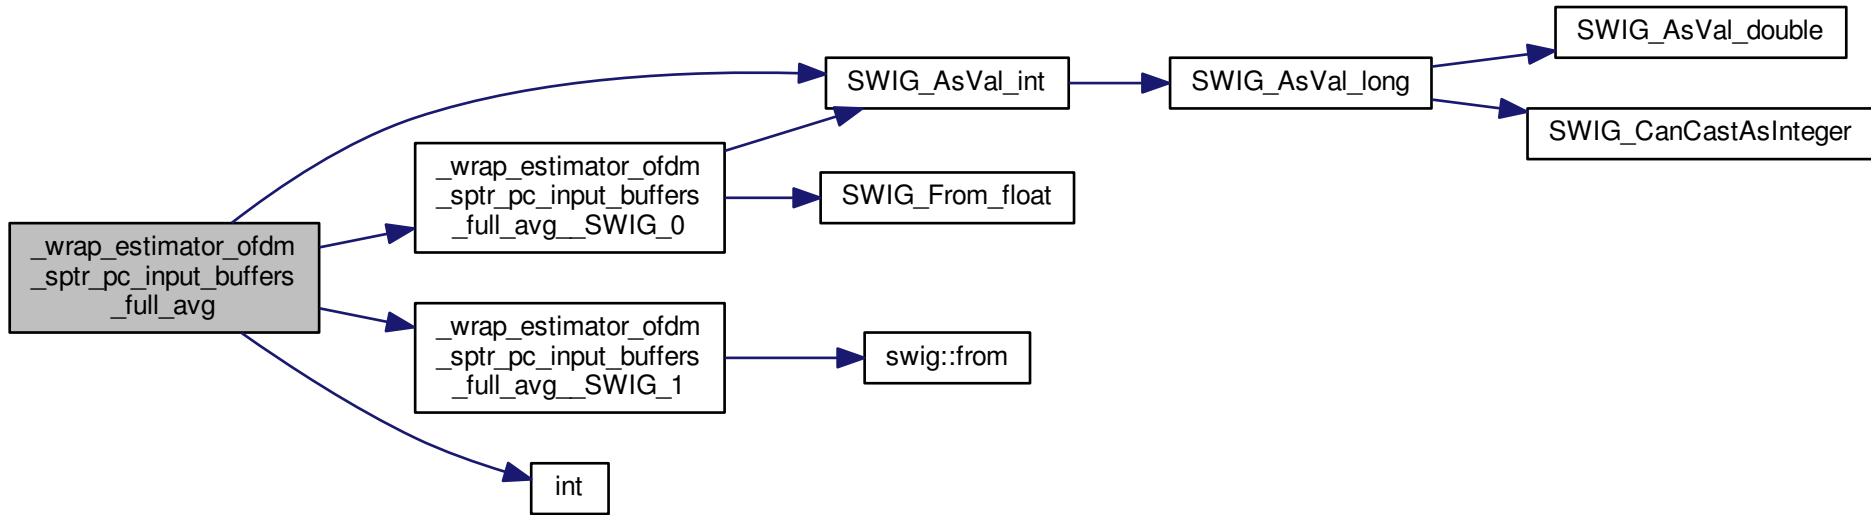 _wrap_estimator_ofdm
_sptr_pc_input_buffers
_full_avg
_wrap_estimator_ofdm
_sptr_pc_input_buffers
_full_avg__SWIG_0
_wrap_estimator_ofdm
_sptr_pc_input_buffers
_full_avg__SWIG_1
int
SWIG_AsVal_int
SWIG_From_float
swig::from
SWIG_AsVal_long
SWIG_AsVal_double
SWIG_CanCastAsInteger